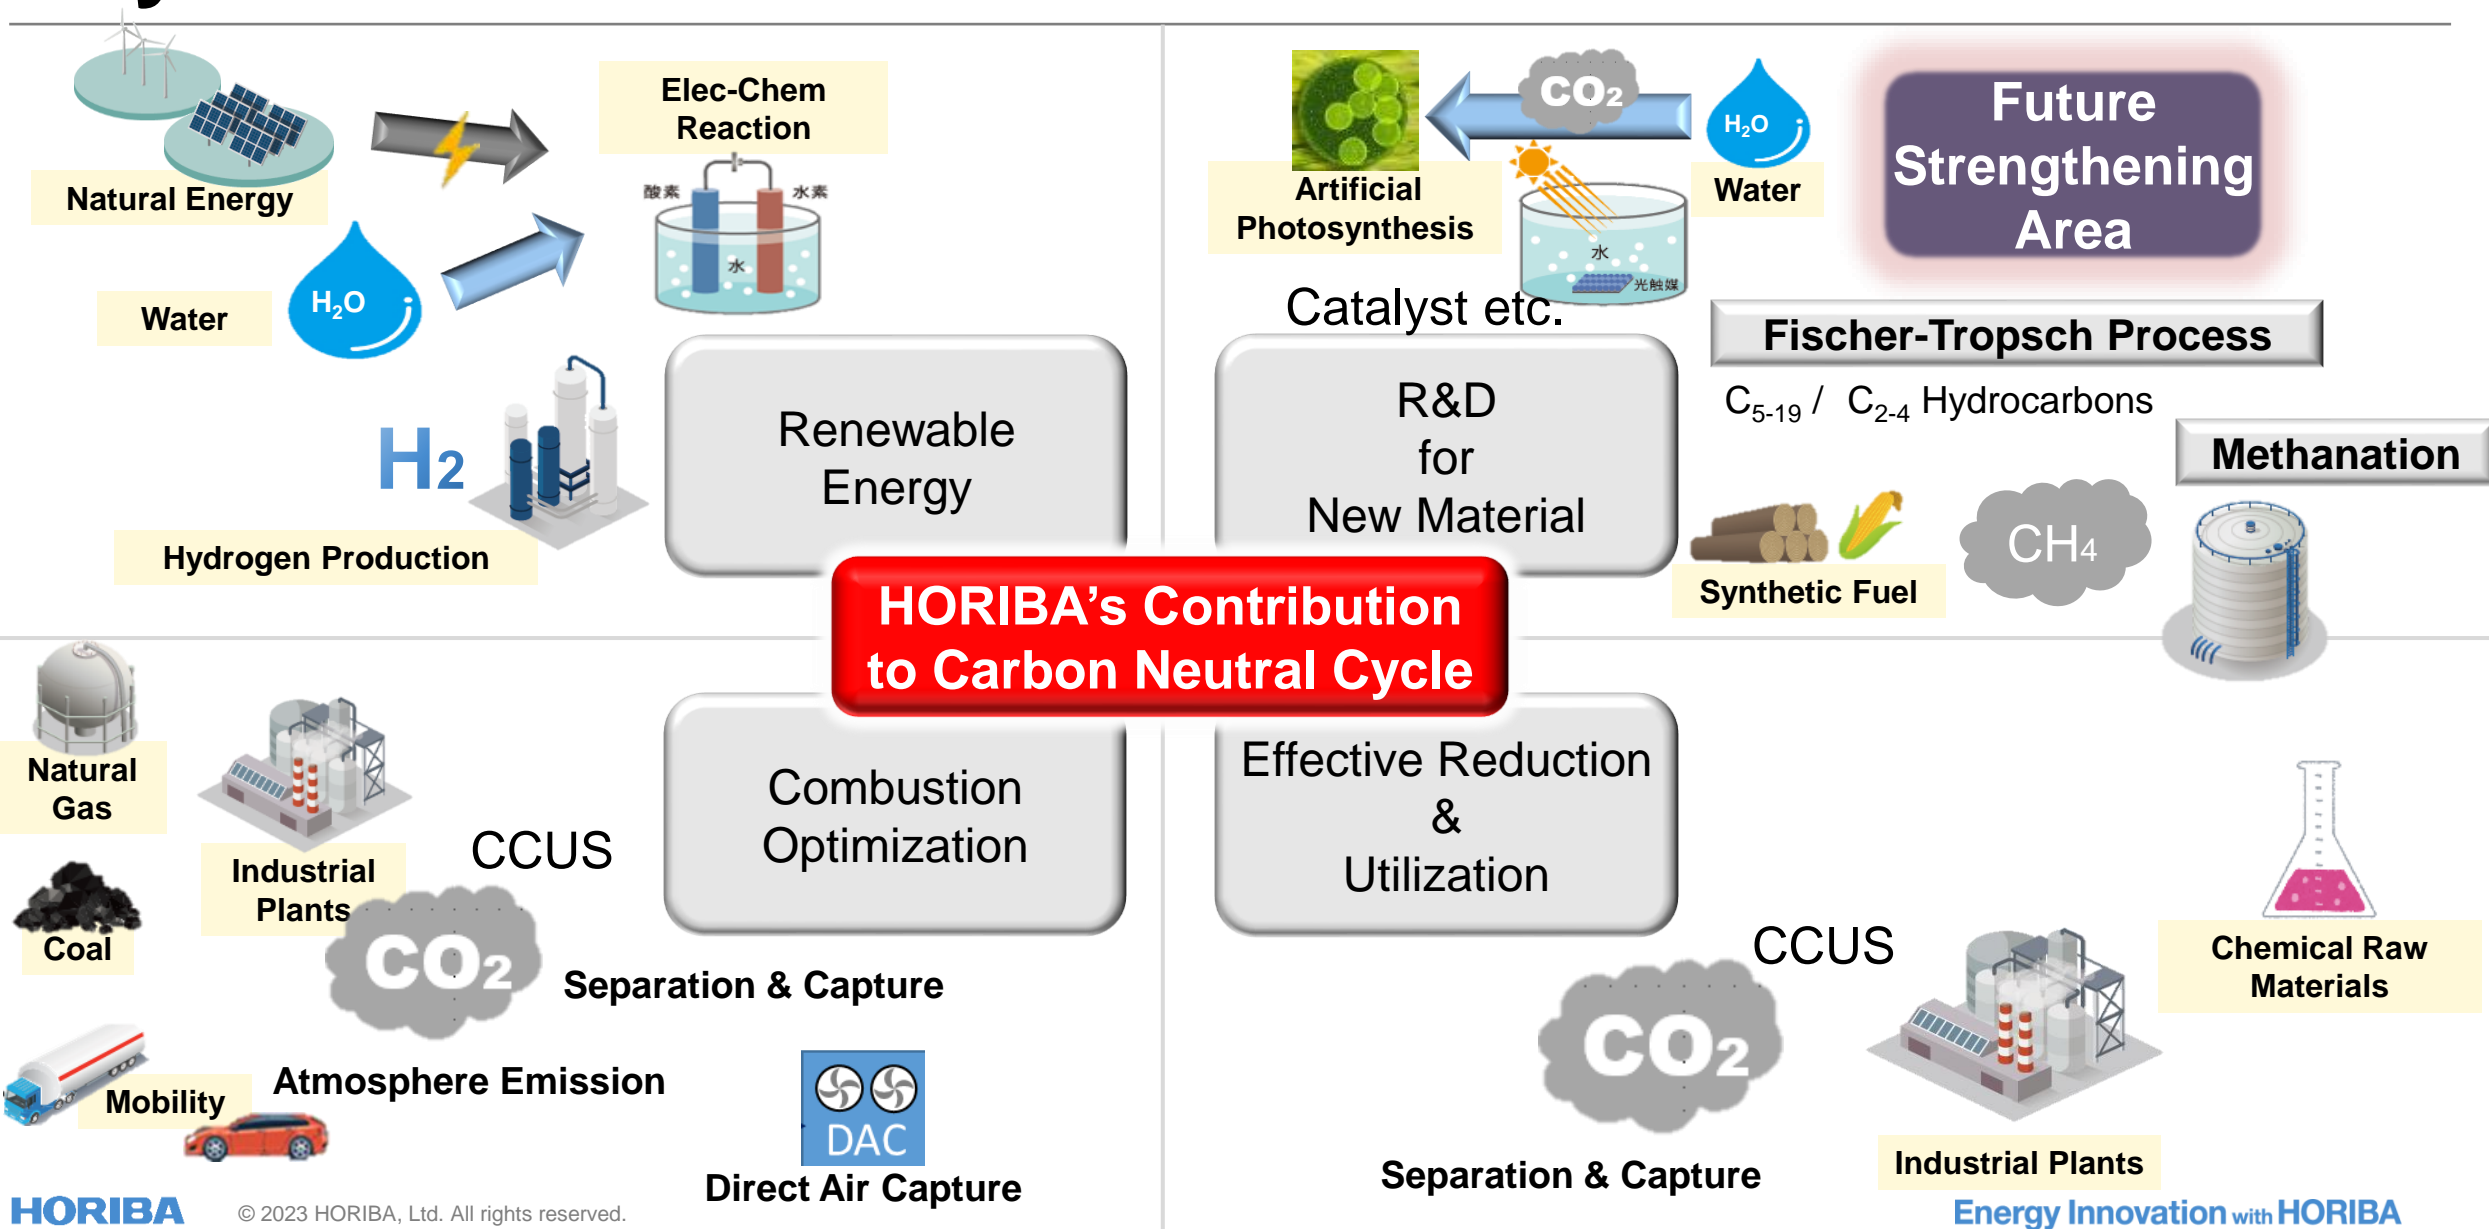 Natural Energy
Elec-Chem
Reaction
酸素
水素
水
Water
H₂O
H2
Hydrogen Production
Renewable
Energy
CO₂
H₂O
Artificial
Photosynthesis
Water
水
光触媒
Catalyst etc.
Future
Strengthening
Area
Fischer-Tropsch Process
C₅₋₁₉ / C₂₋₄ Hydrocarbons
R&D
for
New Material
Methanation
CH4
Synthetic Fuel
HORIBA’s Contribution
to Carbon Neutral Cycle
Natural
Gas
Industrial
Plants
Coal
CCUS
CO₂
Combustion
Optimization
Separation & Capture
Atmosphere Emission
Mobility
DAC
Direct Air Capture
Effective Reduction
&
Utilization
CCUS
CO₂
Chemical Raw
Materials
Separation & Capture
Industrial Plants
HORIBA
© 2023 HORIBA, Ltd. All rights reserved.
Energy Innovation with HORIBA